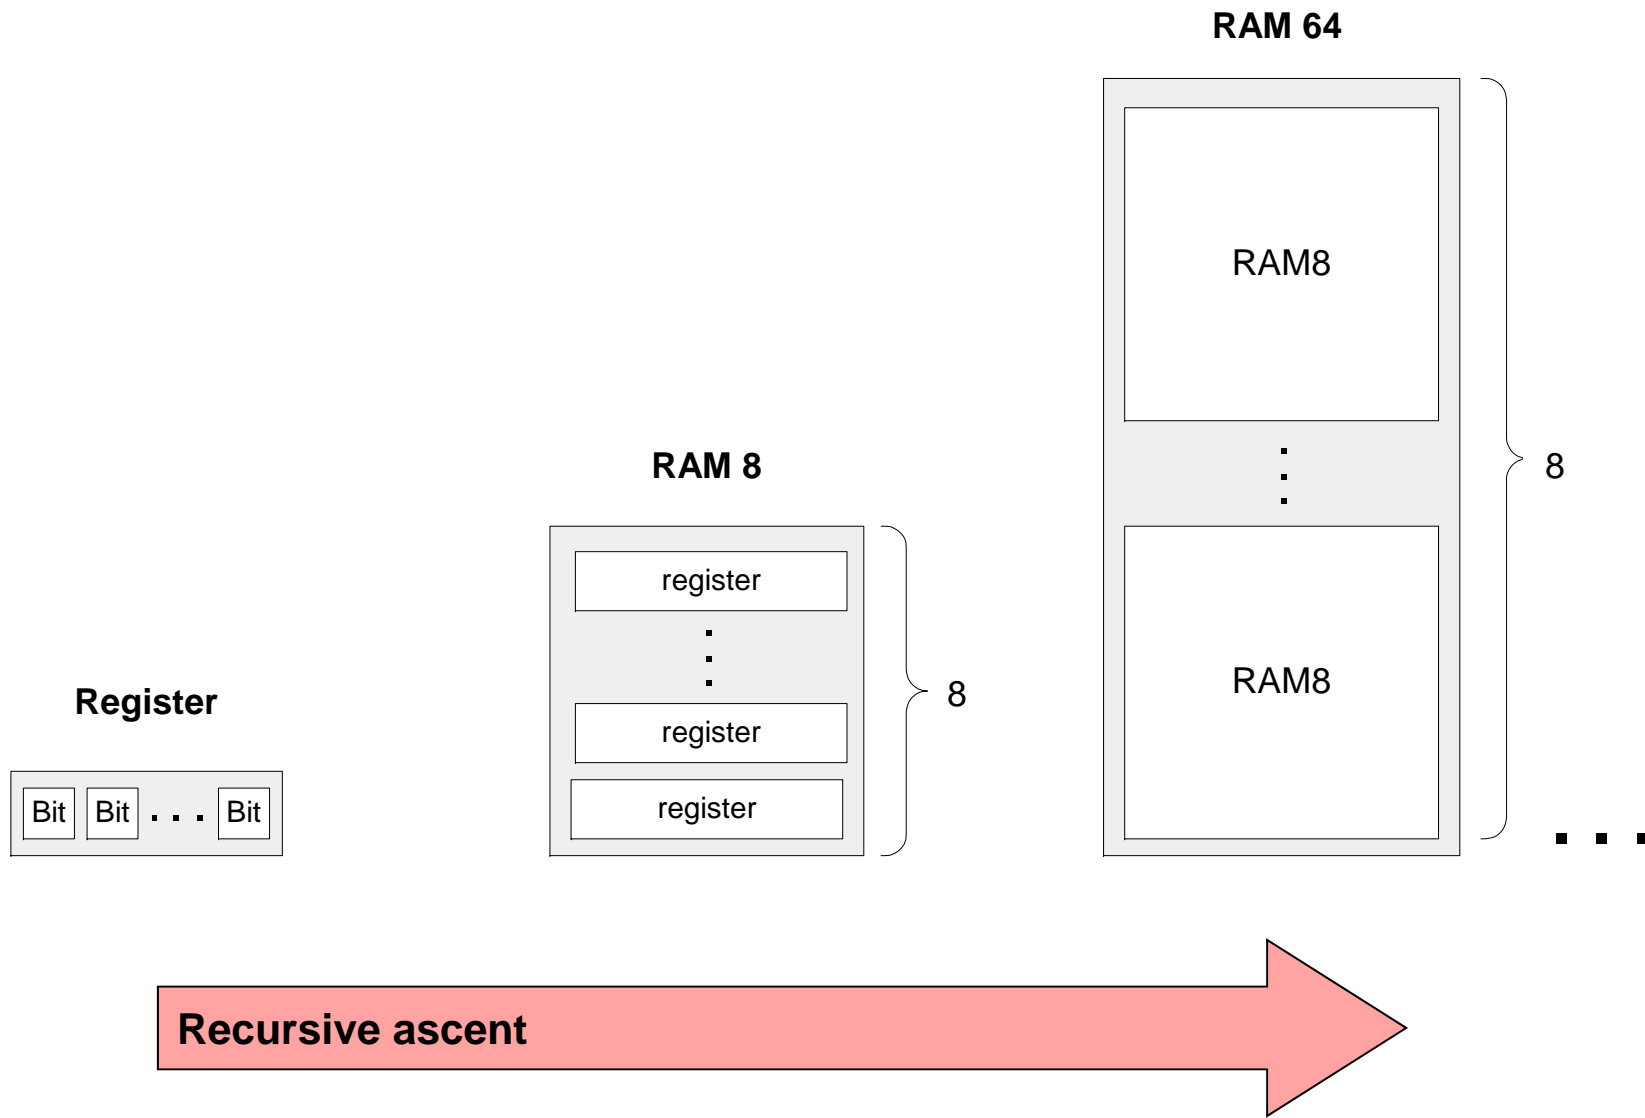 RAM 64
RAM8
RAM 8
8
register
Register
register
8
RAM8
Bit Bit . . . Bit
register
Recursive ascent